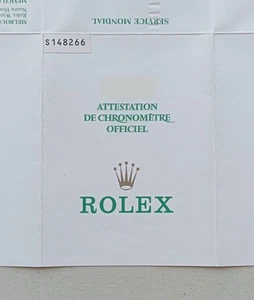 SERVICE MONDIAL
S148266
ATTESTATION
DE CHRONOMÈTRE
OFFICIEL
ROLEX